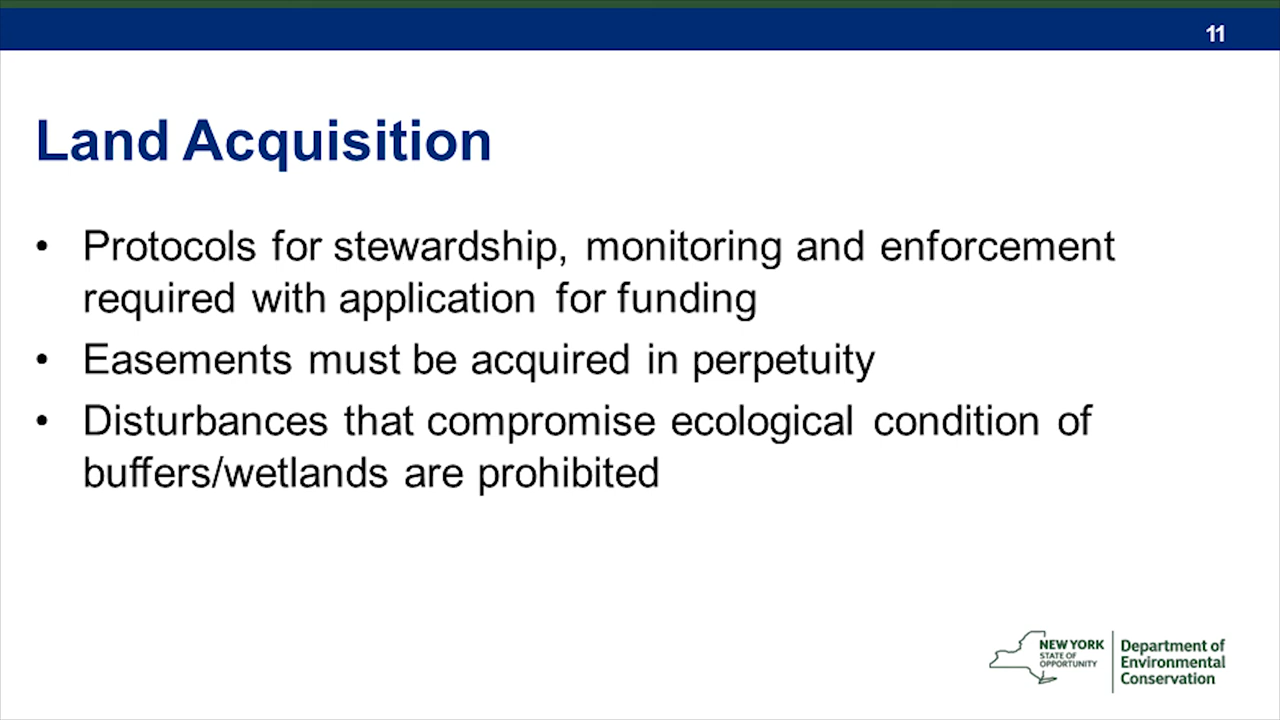 11
Land Acquisition
• Protocols for stewardship, monitoring and enforcement
required with application for funding
• Easements must be acquired in perpetuity
• Disturbances that compromise ecological condition of
buffers/wetlands are prohibited
NEW YORK
STATE OF
OPPORTUNITY
Department of
Environmental
Conservation